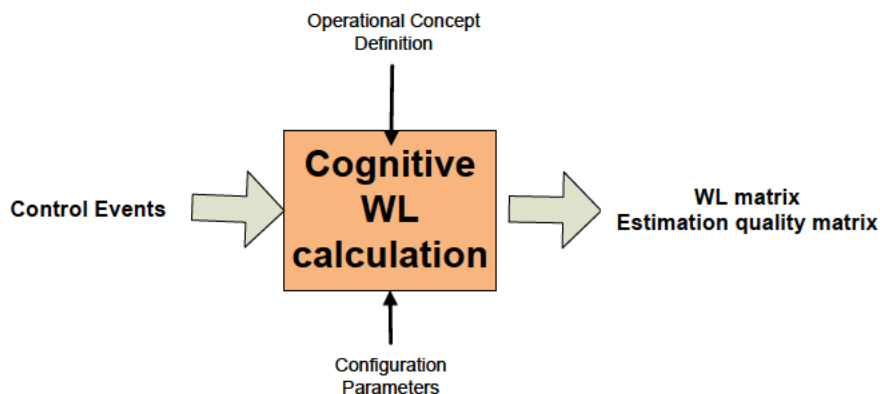 Operational Concept
Definition
Control Events
Cognitive
WL
calculation
WL matrix
Estimation quality matrix
Configuration
Parameters